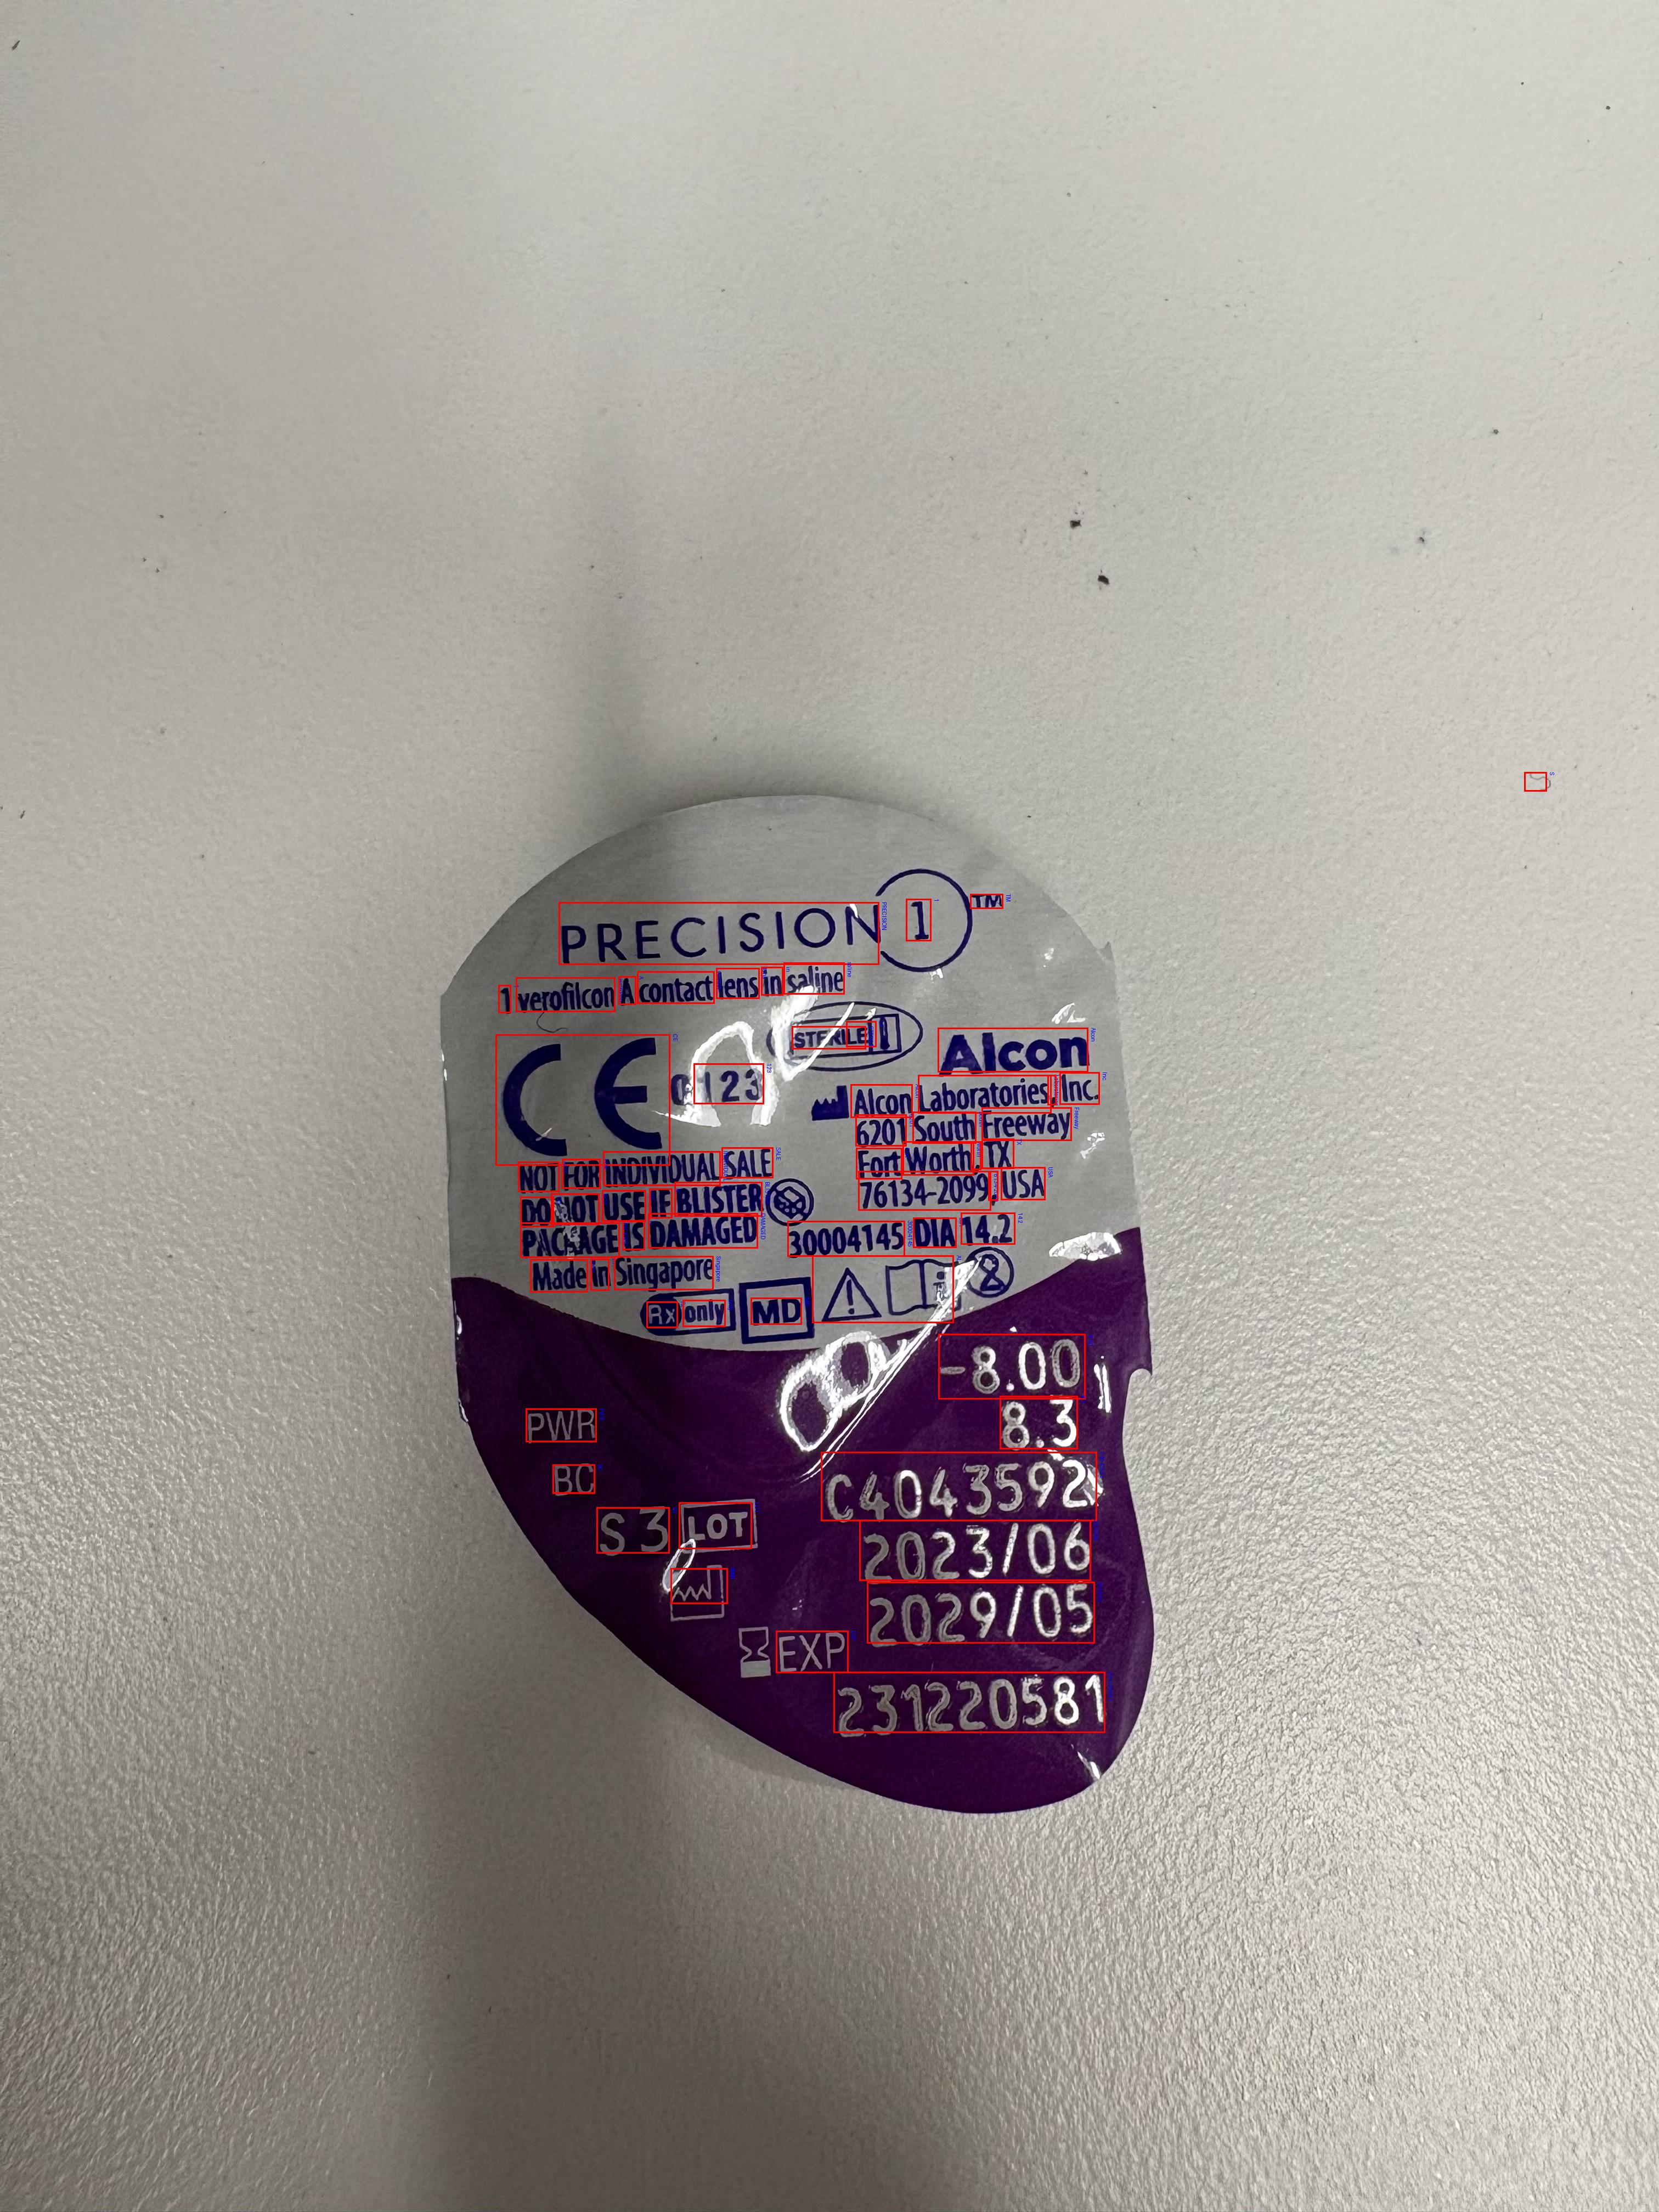 PRECISION 1 ™
1 verofilcon A contact lens in saline
STERILE
CE 0123
Alcon
Alcon Laboratories, Inc.
6201 South Freeway
Fort Worth, TX
76134-2099, USA
NOT FOR INDIVIDUAL SALE
DO NOT USE IF BLISTER
PACKAGE IS DAMAGED
30004145 DIA 14.2
Made in Singapore
Rx only MD
-8.00
PWR
8.3
BC
C4043592
S 3 LOT
2023/06
2029/05
EXP
231220581